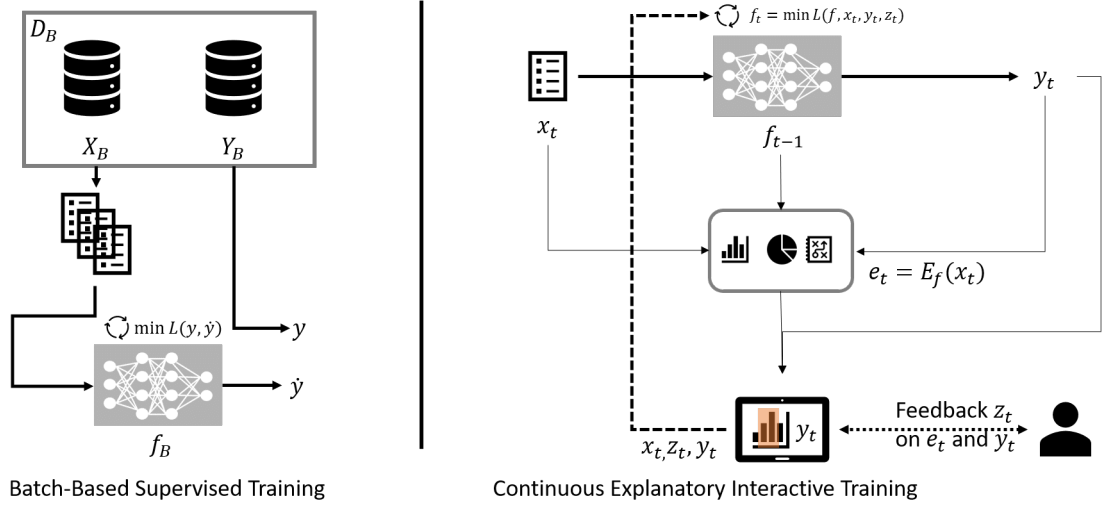 D_B
X_B
Y_B
min L(y, ẏ)
y
ẏ
f_B
Batch-Based Supervised Training
f_t = min L(f, x_t, y_t, z_t)
x_t
f_{t−1}
y_t
e_t = E_f(x_t)
y_t
Feedback z_t
on e_t and y_t
x_t, z_t, y_t
Continuous Explanatory Interactive Training